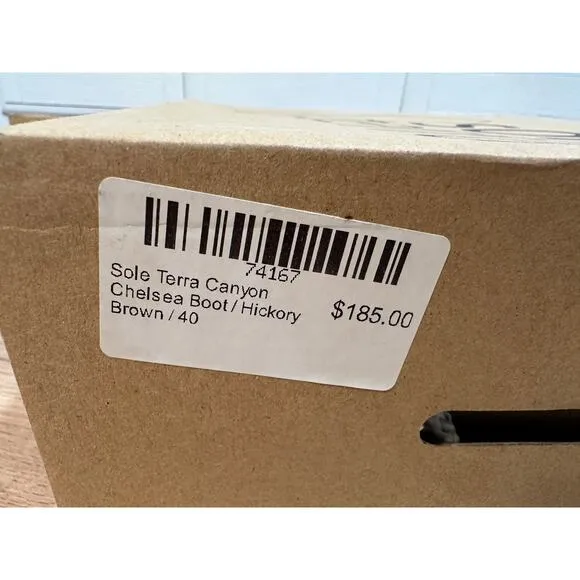 74167
Sole Terra Canyon
Chelsea Boot / Hickory
Brown / 40
$185.00